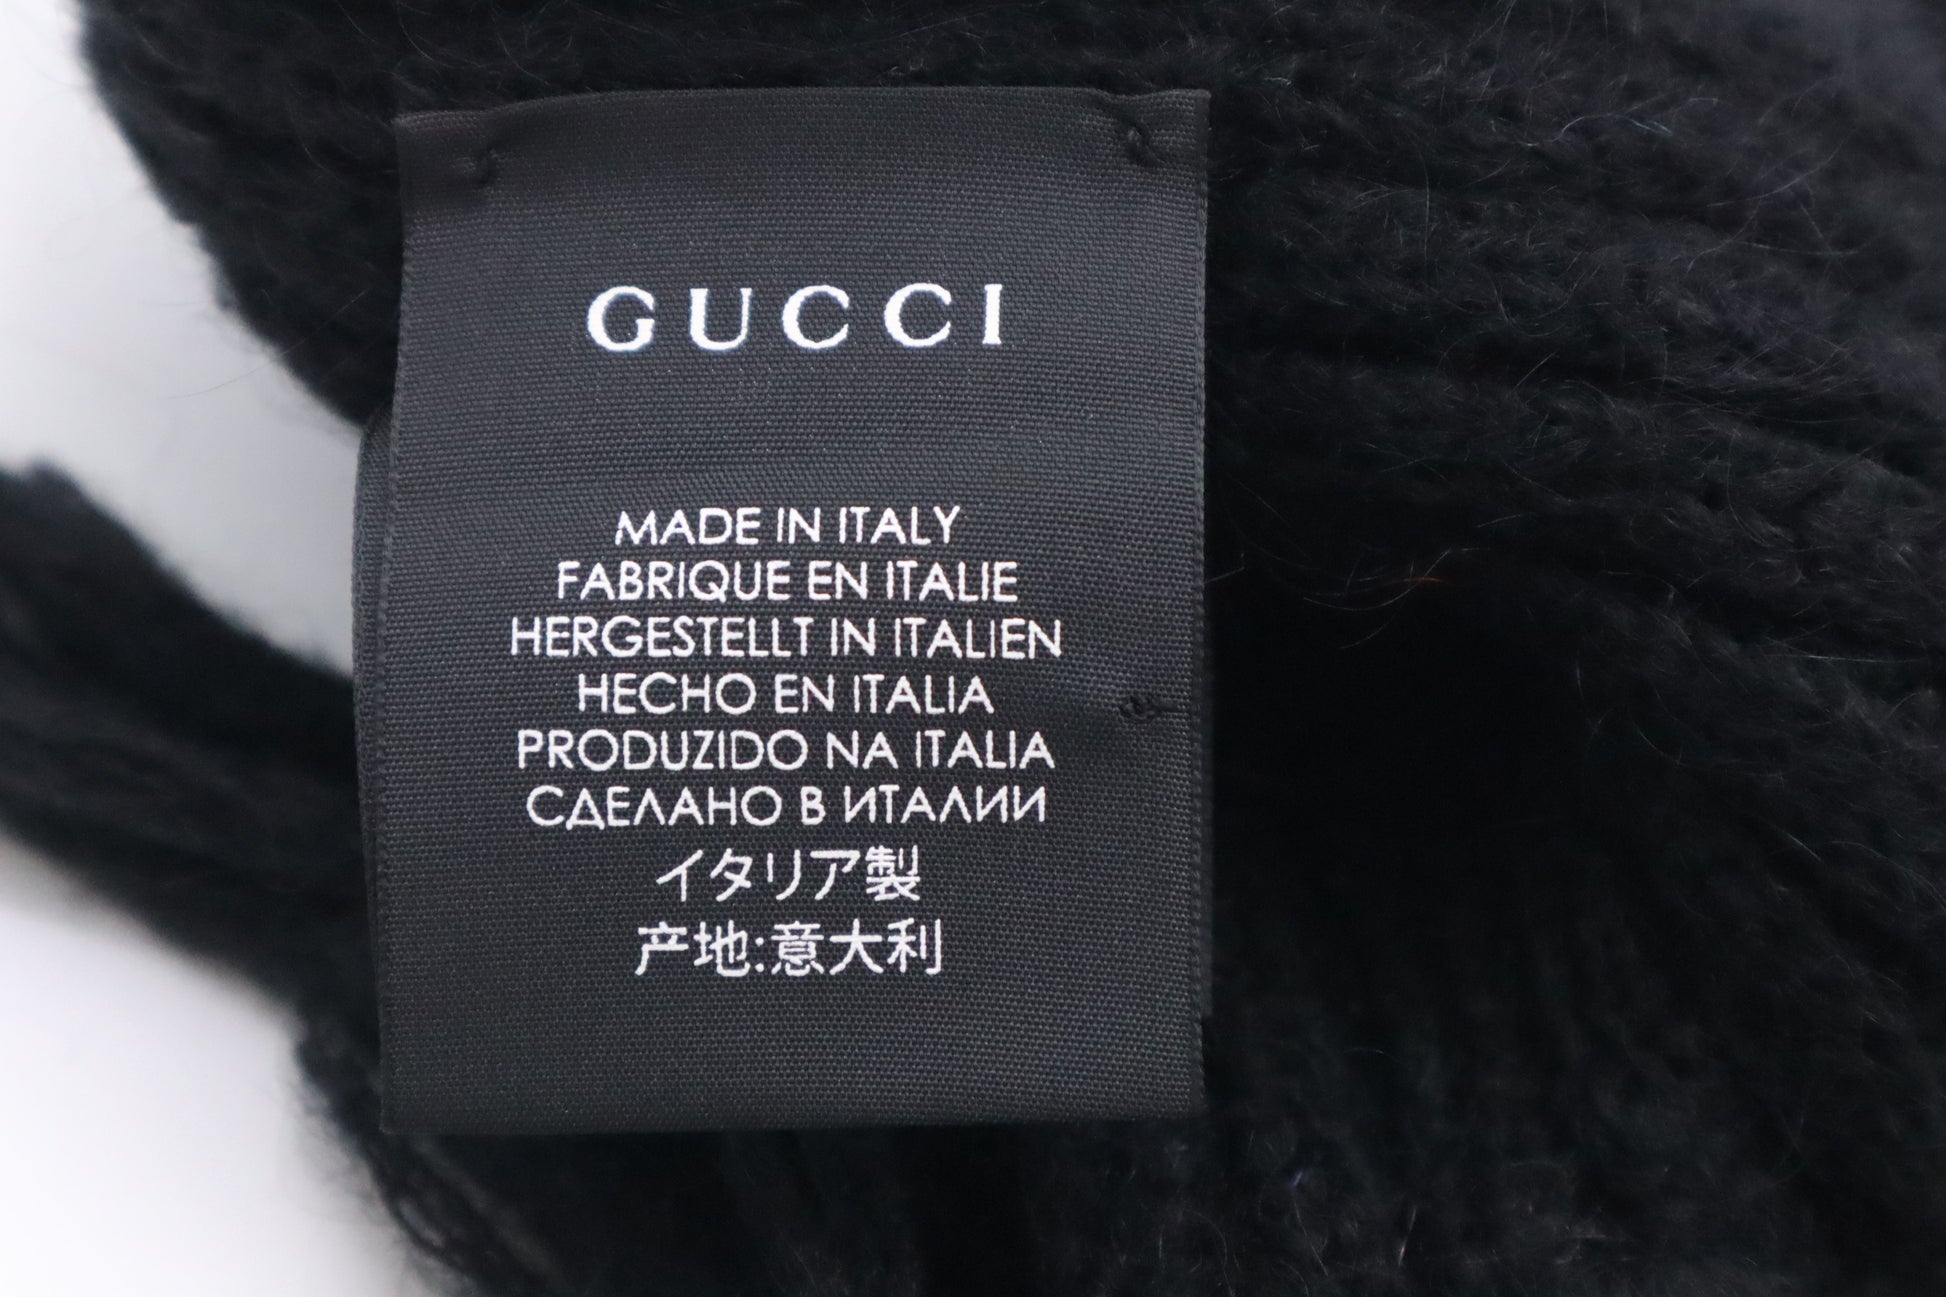 GUCCI
MADE IN ITALY
FABRIQUE EN ITALIE
HERGESTELLT IN ITALIEN
HECHO EN ITALIA
PRODUZIDO NA ITALIA
СДЕЛАНО В ИТАЛИИ
イタリア製
产地:意大利